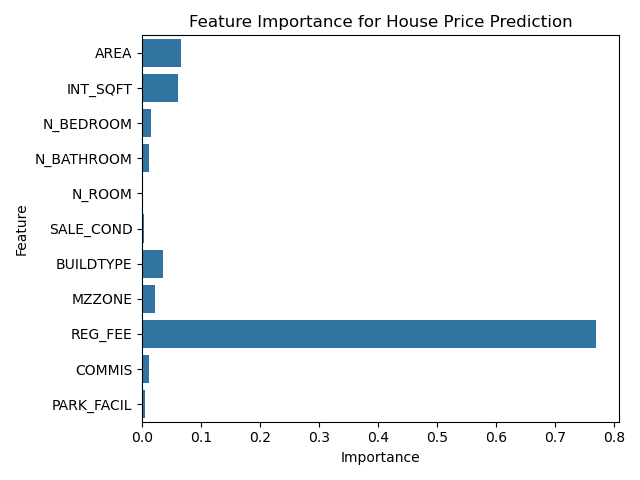 Feature Importance for House Price Prediction
AREA
INT_SQFT
N_BEDROOM
N_BATHROOM
N_ROOM
SALE_COND
BUILDTYPE
MZZONE
REG_FEE
COMMIS
PARK_FACIL
Feature
0.0 0.1 0.2 0.3 0.4 0.5 0.6 0.7 0.8
Importance